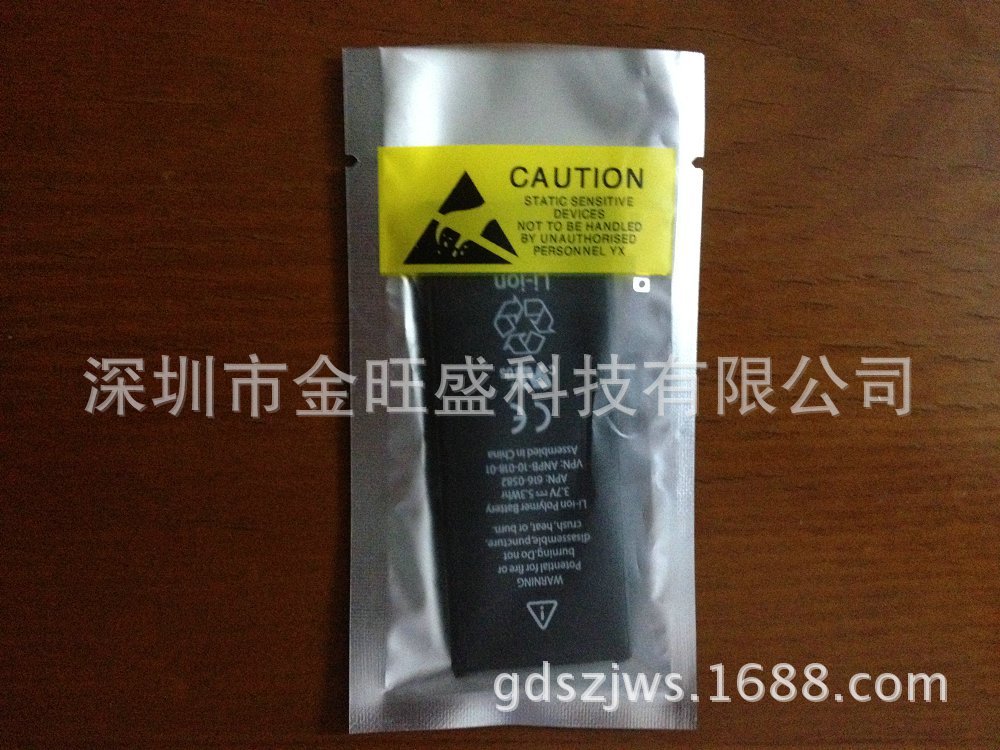 CAUTION
STATIC SENSITIVE
DEVICES
NOT TO BE HANDLED
BY UNAUTHORISED
PERSONNEL YX
深圳市金旺盛科技有限公司
WARNING
Potential for fire or
burning.Do not
disassemble,puncture,
crush,heat,or burn.
Li-ion Polymer Battery
3.7V 5.3Whr
APN: 616-0582
VPN: ANPB-10-018-01
Assembled in China
CE
Li-ion
gdszjws.1688.com